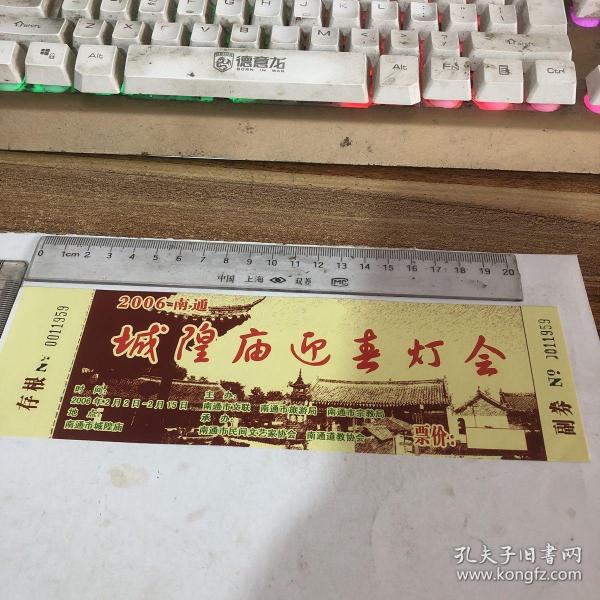 德意龙
BORN IN WAR
Alt
Alt
Fn
Ctrl
0 1cm 2 3 4 5 6 7 8 9 10 11 12 13 14 15 16 17 18 19 20
中国 上海 双菱 MC
2006·南通
城隍庙迎春灯会
存根 № 0011959
时间:
2006年2月2日-2月15日
地点:
南通市城隍庙
主办:
南通市文联 南通市旅游局 南通市宗教局
承办:
南通市民间文艺家协会 南通道教协会
票价:
副券 № 0011959
孔夫子旧书网
www.kongfz.com